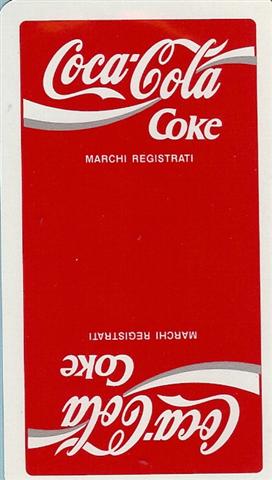 Coca-Cola
Coke
MARCHI REGISTRATI
MARCHI REGISTRATI
Coke
Coca-Cola